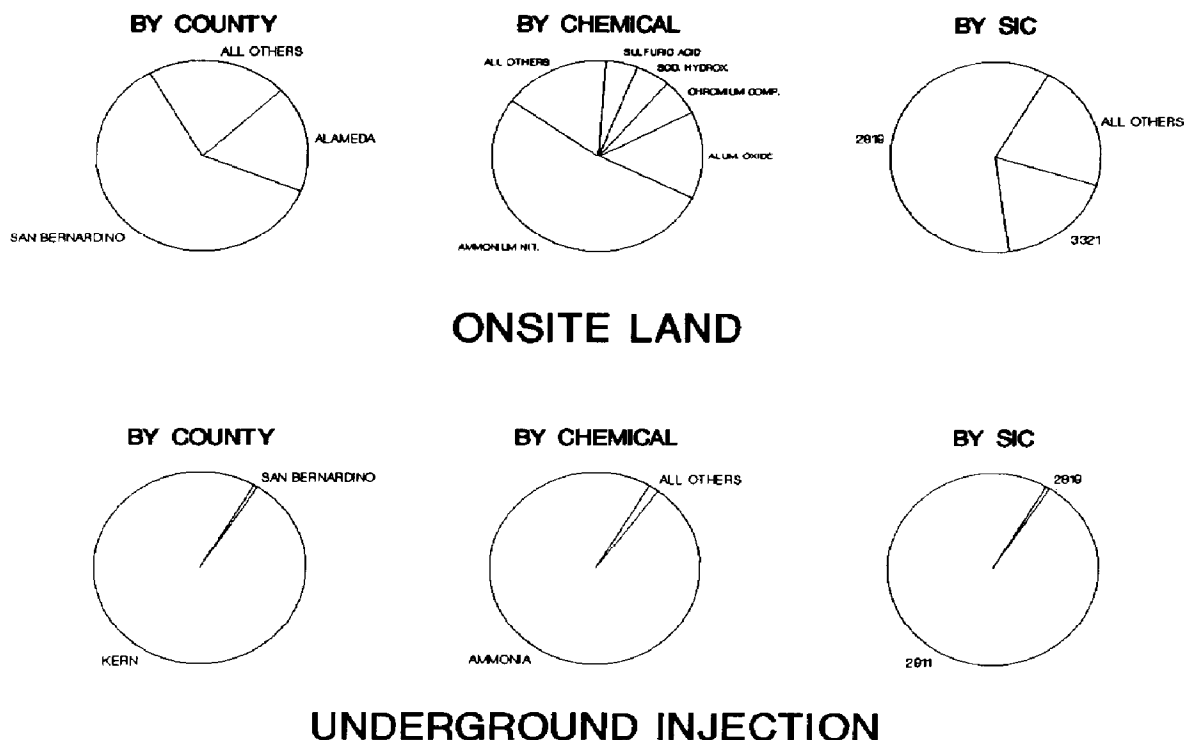 BY COUNTY
ALL OTHERS
ALAMEDA
SAN BERNARDINO
BY CHEMICAL
SULFURIC ACID
SOD. HYDROX.
CHROMIUM COMP.
ALUM. OXIDE
AMMONIUM NIT.
ALL OTHERS
BY SIC
2819
ALL OTHERS
3321
ONSITE LAND
BY COUNTY
SAN BERNARDINO
KERN
BY CHEMICAL
ALL OTHERS
AMMONIA
BY SIC
2819
2911
UNDERGROUND INJECTION